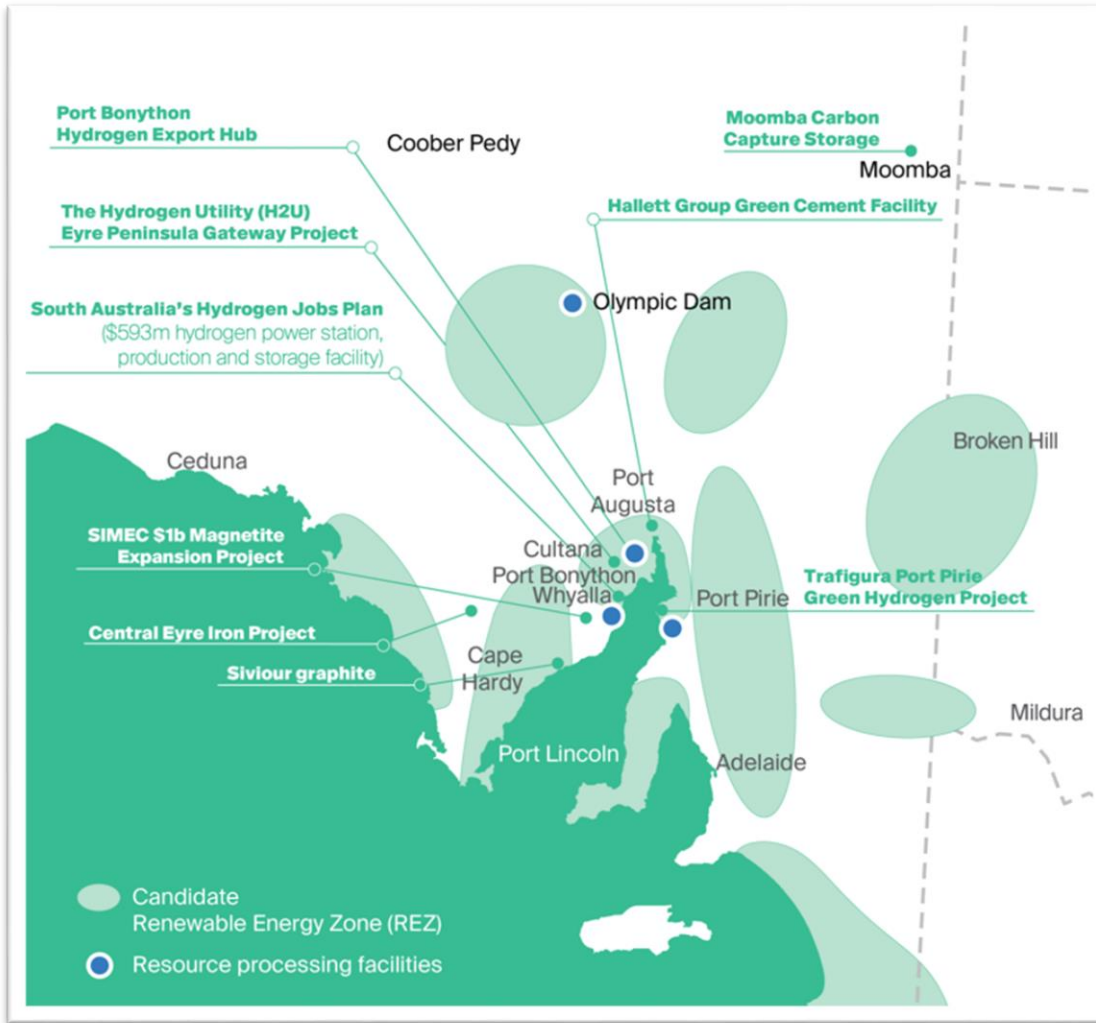 Port Bonython
Hydrogen Export Hub
Coober Pedy
Moomba Carbon
Capture Storage
Moomba
The Hydrogen Utility (H2U)
Eyre Peninsula Gateway Project
Hallett Group Green Cement Facility
South Australia's Hydrogen Jobs Plan
($593m hydrogen power station,
production and storage facility)
Olympic Dam
Broken Hill
Ceduna
Port
Augusta
SIMEC $1b Magnetite
Expansion Project
Cultana
Port Bonython
Whyalla
Port Pirie
Trafigura Port Pirie
Green Hydrogen Project
Central Eyre Iron Project
Siviour graphite
Cape
Hardy
Mildura
Port Lincoln
Adelaide
Candidate
Renewable Energy Zone (REZ)
Resource processing facilities